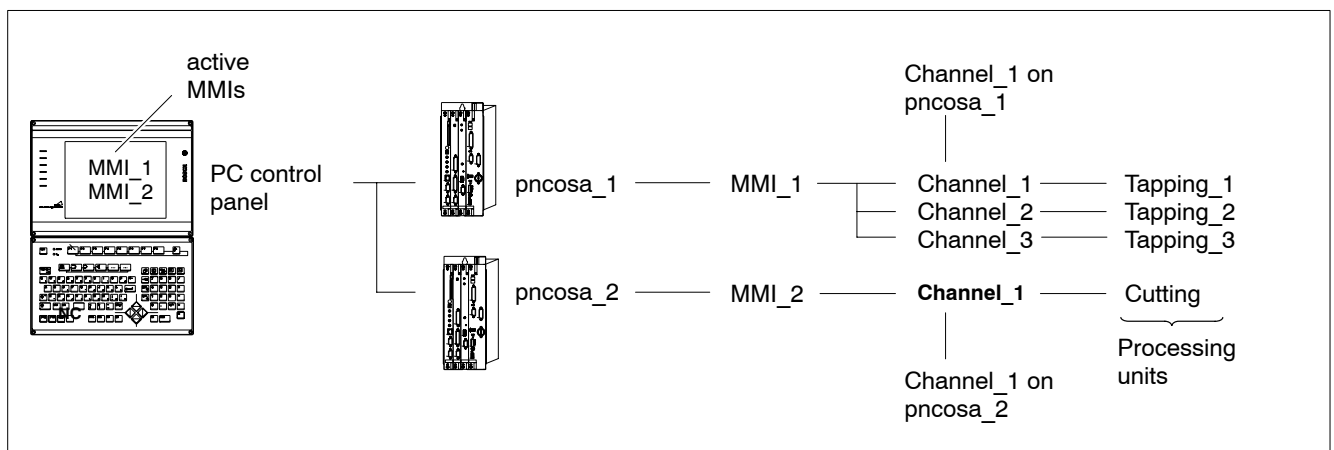 active
MMIs
MMI_1
MMI_2
PC control
panel
NC
pncosa_1
MMI_1
Channel_1 on
pncosa_1
Channel_1
Tapping_1
Channel_2
Tapping_2
Channel_3
Tapping_3
pncosa_2
MMI_2
Channel_1
Cutting
Processing
units
Channel_1 on
pncosa_2